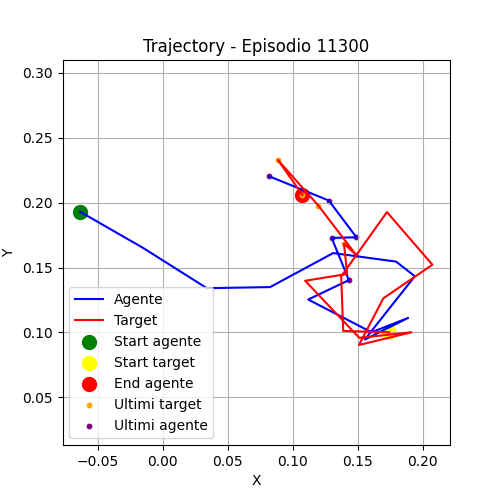 Trajectory - Episodio 11300
0.30
0.25
0.20
0.15
0.10
0.05
Y
Agente
Target
Start agente
Start target
End agente
Ultimi target
Ultimi agente
−0.05
0.00
0.05
0.10
0.15
0.20
X